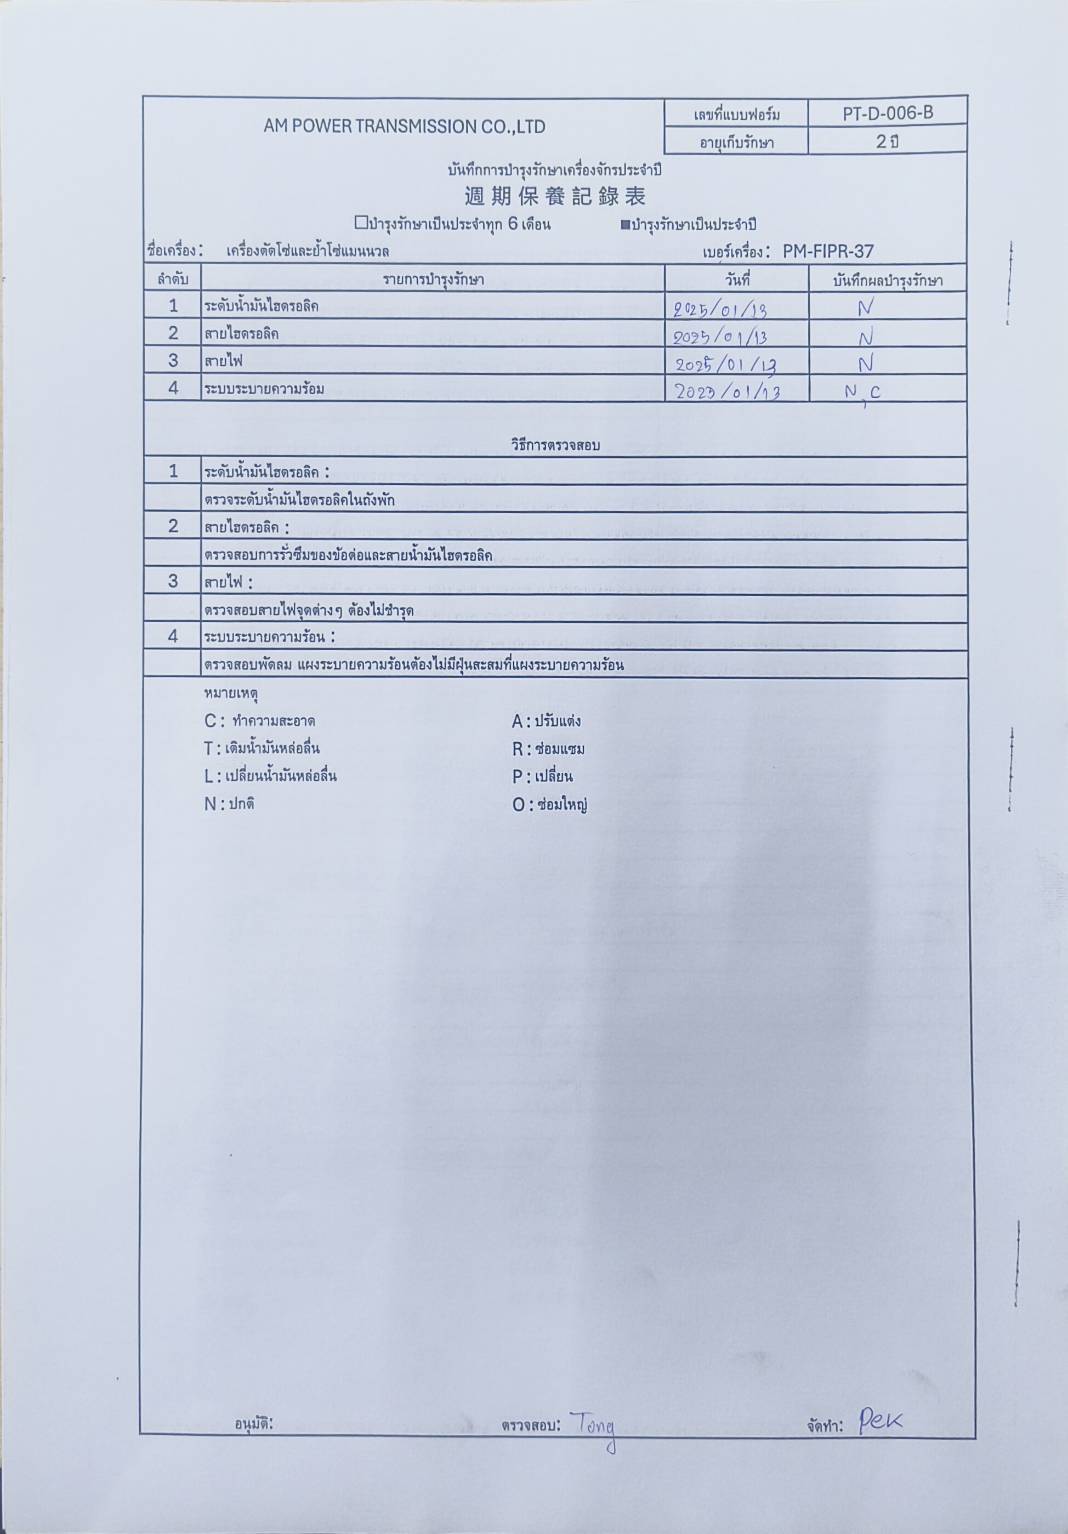 AM POWER TRANSMISSION CO.,LTD
เลขที่แบบฟอร์ม PT-D-006-B
อายุเก็บรักษา 2 ปี
บันทึกการบำรุงรักษาเครื่องจักรประจำปี
週期保養記錄表
☐บำรุงรักษาเป็นประจำทุก 6 เดือน ■บำรุงรักษาเป็นประจำปี
ชื่อเครื่อง: เครื่องตัดโซ่และย้ำโซ่แมนนวล เบอร์เครื่อง: PM-FIPR-37
ลำดับ รายการบำรุงรักษา วันที่ บันทึกผลบำรุงรักษา
1 ระดับน้ำมันไฮดรอลิค 2025/01/13 N
2 สายไฮดรอลิค 2025/01/13 N
3 สายไฟ 2025/01/13 N
4 ระบบระบายความร้อม 2025/01/13 N,C
วิธีการตรวจสอบ
1 ระดับน้ำมันไฮดรอลิค :
ตรวจระดับน้ำมันไฮดรอลิคในถังพัก
2 สายไฮดรอลิค :
ตรวจสอบการรั่วซึมของข้อต่อและสายน้ำมันไฮดรอลิค
3 สายไฟ :
ตรวจสอบสายไฟจุดต่างๆ ต้องไม่ชำรุด
4 ระบบระบายความร้อน :
ตรวจสอบพัดลม แผงระบายความร้อนต้องไม่มีฝุ่นสะสมที่แผงระบายความร้อน
หมายเหตุ
C : ทำความสะอาด A : ปรับแต่ง
T : เติมน้ำมันหล่อลื่น R : ซ่อมแซม
L : เปลี่ยนน้ำมันหล่อลื่น P : เปลี่ยน
N : ปกติ O : ซ่อมใหญ่
อนุมัติ: ตรวจสอบ: Tong จัดทำ: Pek